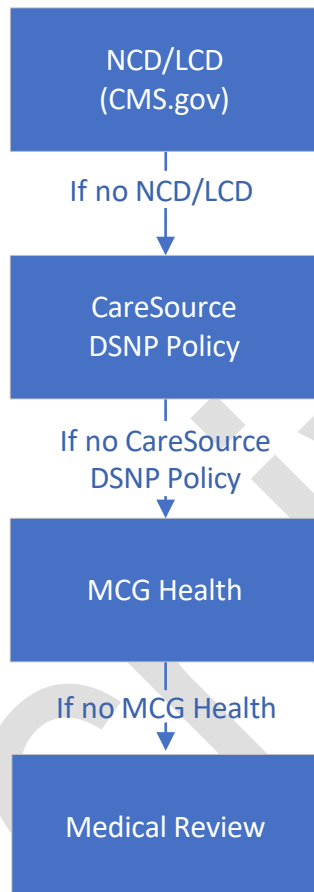 NCD/LCD
(CMS.gov)
If no NCD/LCD
CareSource
DSNP Policy
If no CareSource
DSNP Policy
MCG Health
If no MCG Health
Medical Review